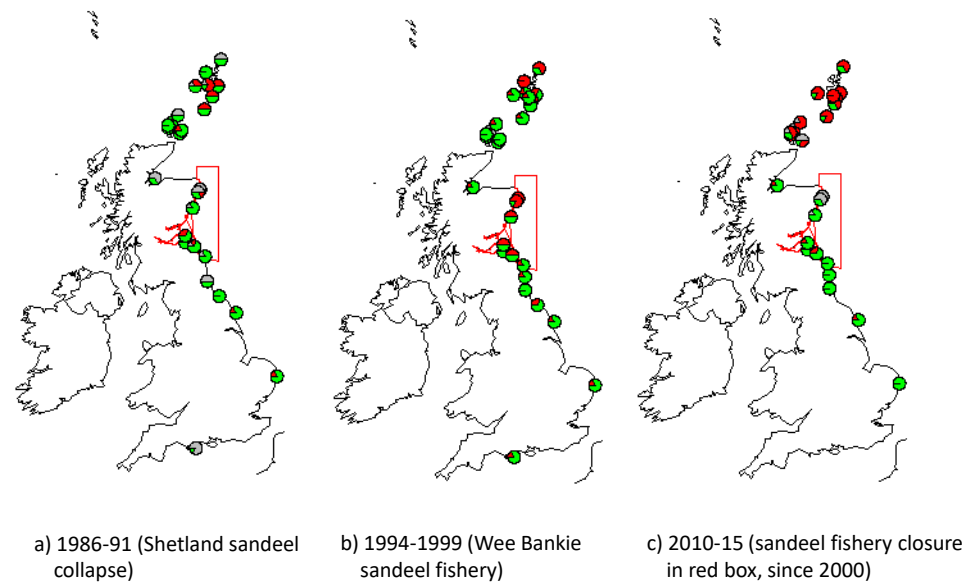 a) 1986-91 (Shetland sandeel
collapse)
b) 1994-1999 (Wee Bankie
sandeel fishery)
c) 2010-15 (sandeel fishery closure
in red box, since 2000)